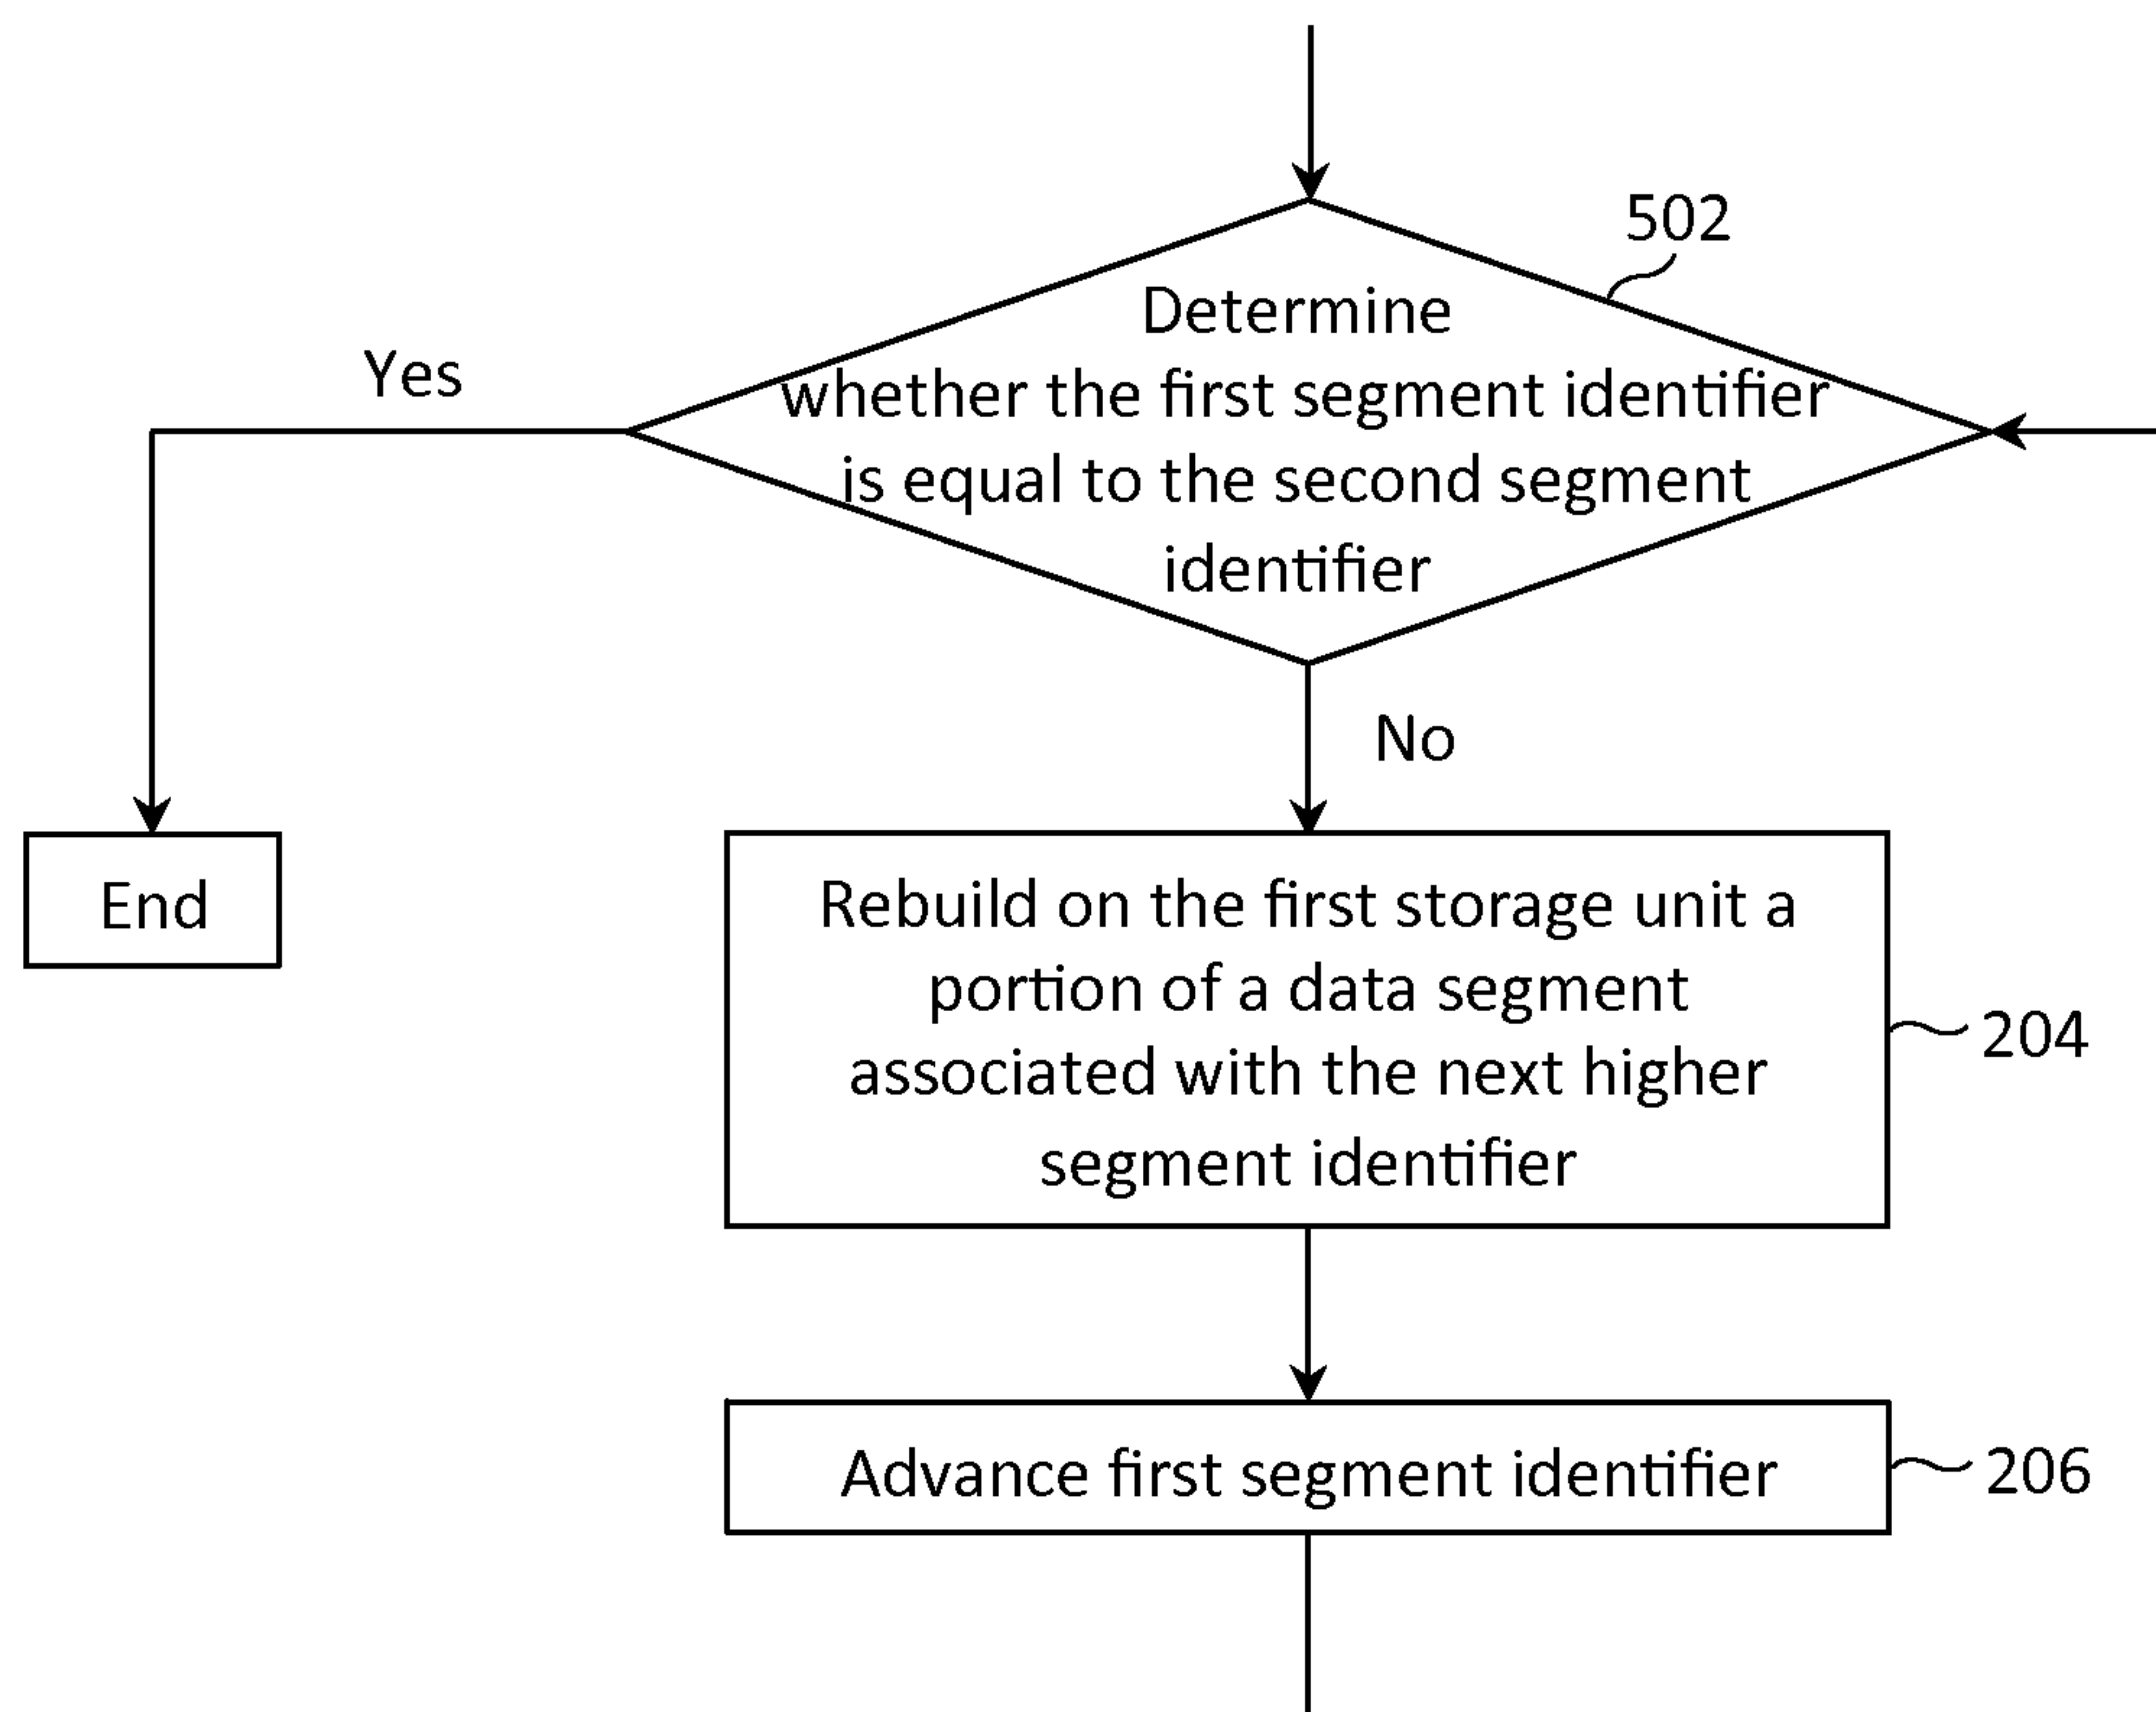 502
Determine
whether the first segment identifier
is equal to the second segment
identifier
Yes
No
End
Rebuild on the first storage unit a
portion of a data segment
associated with the next higher
segment identifier
204
Advance first segment identifier
206